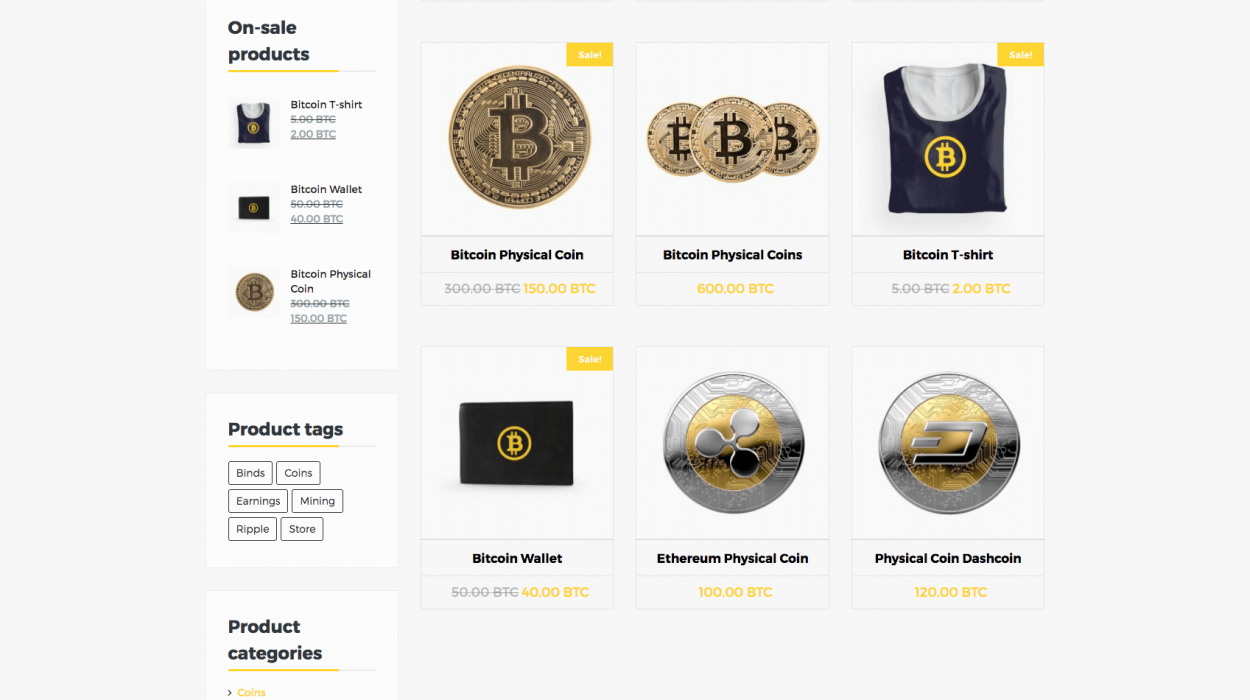 On-sale
products
Bitcoin T-shirt
5.00 BTC
2.00 BTC
Bitcoin Wallet
50.00 BTC
40.00 BTC
Bitcoin Physical
Coin
300.00 BTC
150.00 BTC
Product tags
Binds Coins
Earnings Mining
Ripple Store
Product
categories
Coins
Sale!
Bitcoin Physical Coin
300.00 BTC 150.00 BTC
Bitcoin Physical Coins
600.00 BTC
Sale!
Bitcoin T-shirt
5.00 BTC 2.00 BTC
Sale!
Bitcoin Wallet
50.00 BTC 40.00 BTC
Ethereum Physical Coin
100.00 BTC
Physical Coin Dashcoin
120.00 BTC